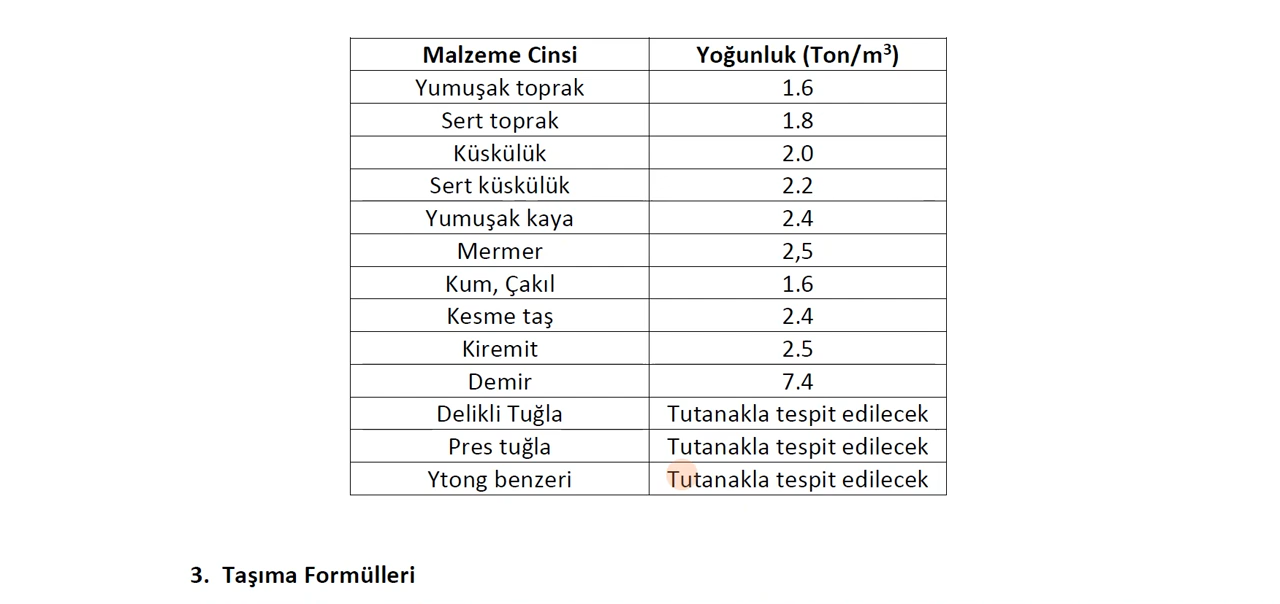 Malzeme Cinsi Yoğunluk (Ton/m³)
Yumuşak toprak 1.6
Sert toprak 1.8
Küskülük 2.0
Sert küskülük 2.2
Yumuşak kaya 2.4
Mermer 2,5
Kum, Çakıl 1.6
Kesme taş 2.4
Kiremit 2.5
Demir 7.4
Delikli Tuğla Tutanakla tespit edilecek
Pres tuğla Tutanakla tespit edilecek
Ytong benzeri Tutanakla tespit edilecek
3. Taşıma Formülleri